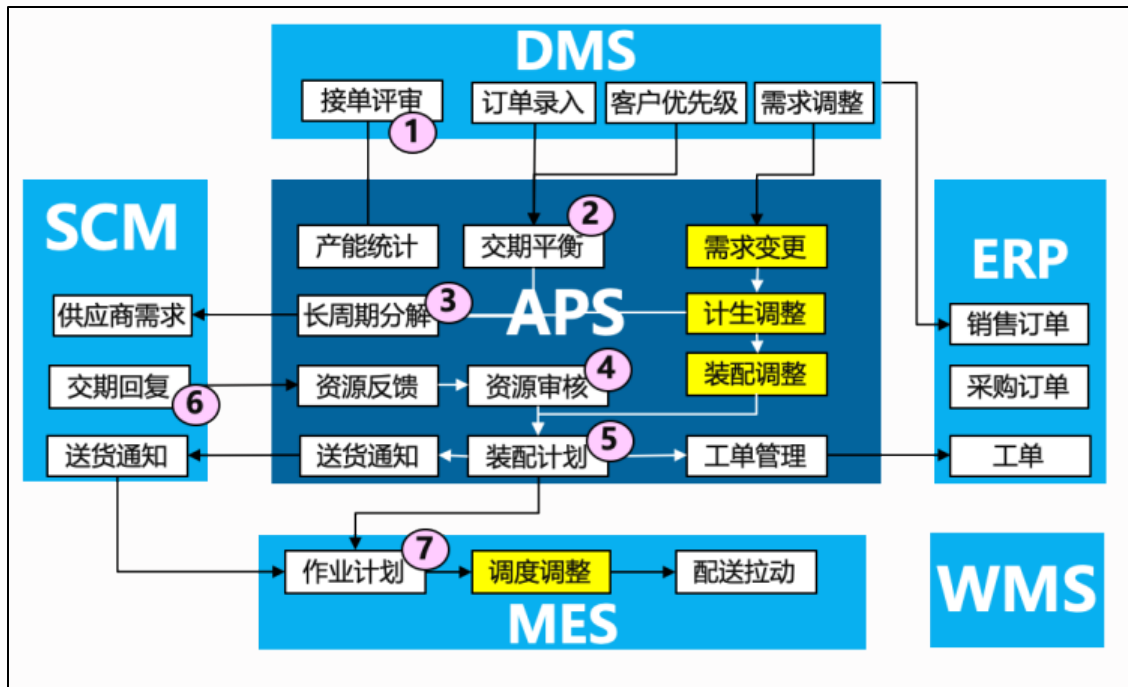 DMS
接单评审
1
订单录入
客户优先级
需求调整
SCM
供应商需求
交期回复
6
送货通知
APS
产能统计
交期平衡
2
需求变更
长周期分解
3
计生调整
资源反馈
资源审核
4
装配调整
送货通知
装配计划
5
工单管理
ERP
销售订单
采购订单
工单
作业计划
7
调度调整
配送拉动
MES
WMS